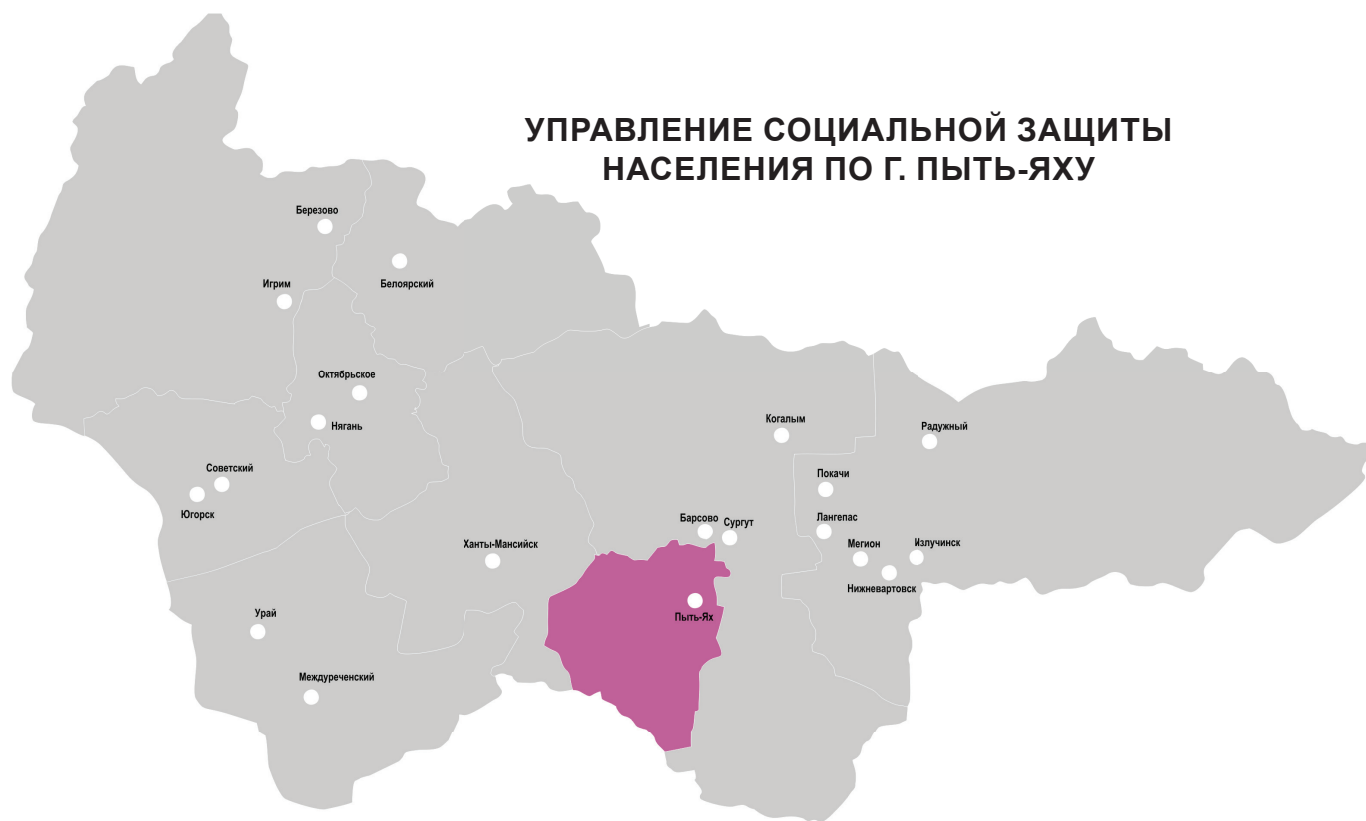 УПРАВЛЕНИЕ СОЦИАЛЬНОЙ ЗАЩИТЫ
НАСЕЛЕНИЯ ПО Г. ПЫТЬ-ЯХУ
Березово
Белоярский
Игрим
Октябрьское
Нягань
Когалым
Радужный
Советский
Югорск
Покачи
Лангепас
Барсово
Сургут
Ханты-Мансийск
Мегион
Излучинск
Нижневартовск
Урай
Пыть-Ях
Междуреченский